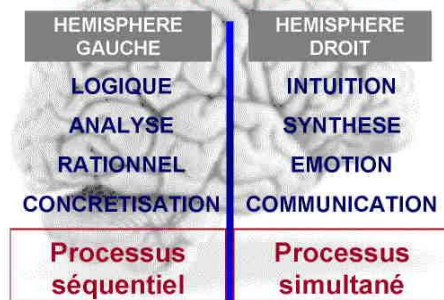 HEMISPHERE
GAUCHE
LOGIQUE
ANALYSE
RATIONNEL
CONCRETISATION
Processus
séquentiel
HEMISPHERE
DROIT
INTUITION
SYNTHESE
EMOTION
COMMUNICATION
Processus
simultané